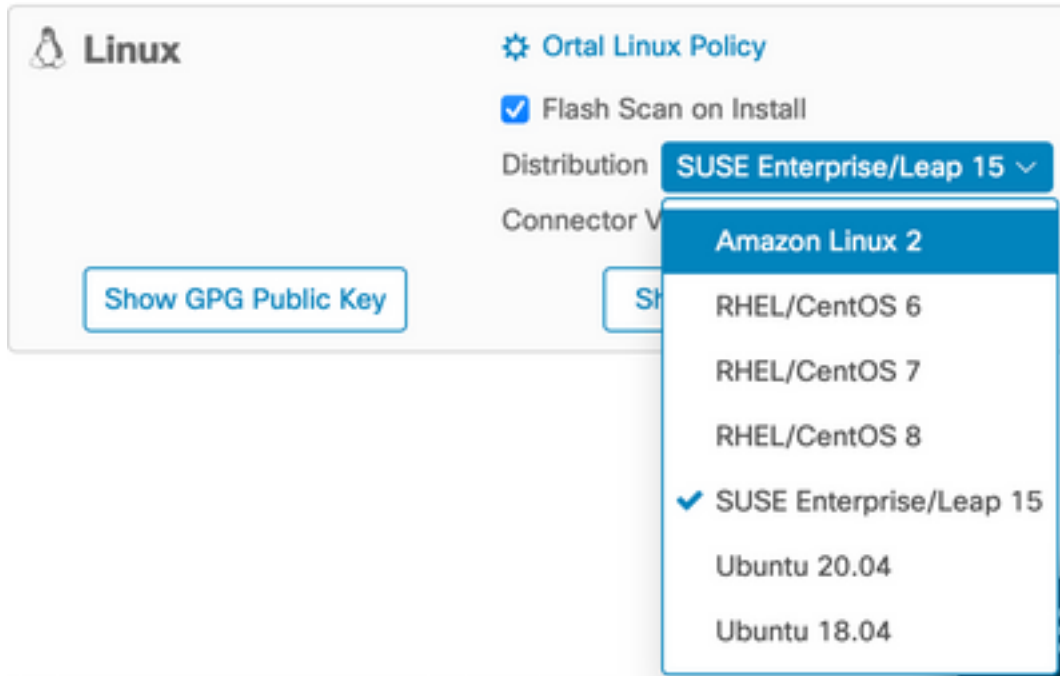 Linux
Ortal Linux Policy
Flash Scan on Install
Distribution SUSE Enterprise/Leap 15
Connector V
Amazon Linux 2
Show GPG Public Key
Sh
RHEL/CentOS 6
RHEL/CentOS 7
RHEL/CentOS 8
SUSE Enterprise/Leap 15
Ubuntu 20.04
Ubuntu 18.04